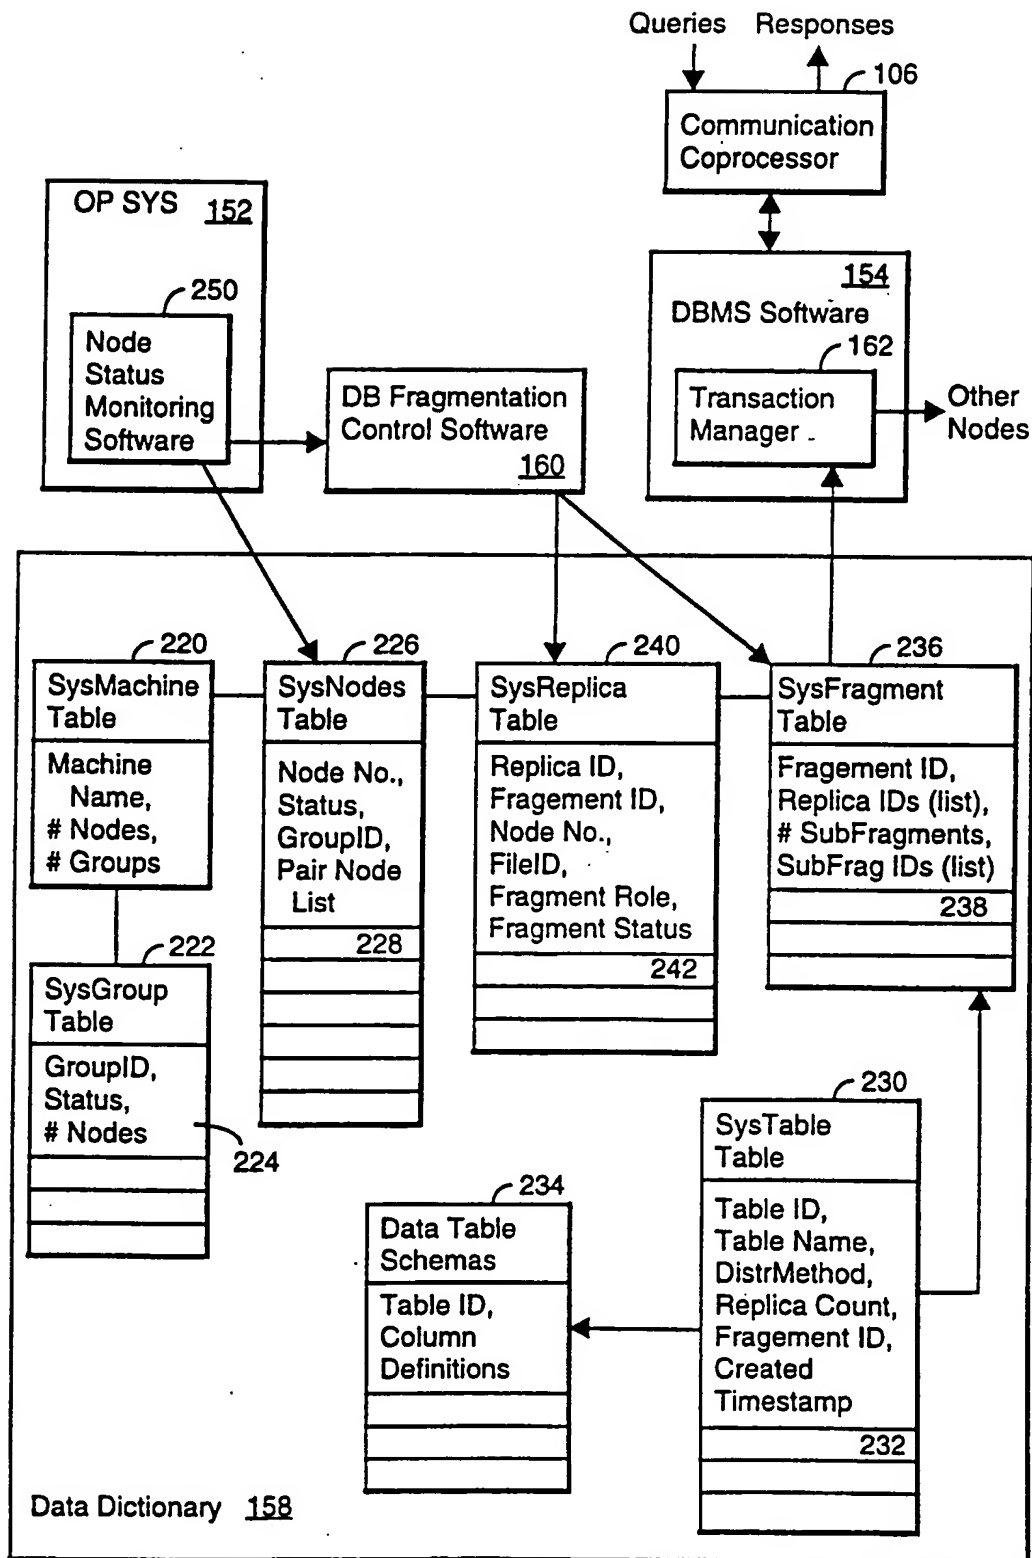 Queries Responses
106
Communication
Coprocessor
OP SYS 152
250
Node
Status
Monitoring
Software
DB Fragmentation
Control Software
160
154
DBMS Software
162
Transaction
Manager
Other
Nodes
220
SysMachine
Table
Machine
Name,
# Nodes,
# Groups
226
SysNodes
Table
Node No.,
Status,
GroupID,
Pair Node
List
228
240
SysReplica
Table
Replica ID,
Fragement ID,
Node No.,
FileID,
Fragment Role,
Fragment Status
242
236
SysFragment
Table
Fragement ID,
Replica IDs (list),
# SubFragments,
SubFrag IDs (list)
238
222
SysGroup
Table
GroupID,
Status,
# Nodes
224
234
Data Table
Schemas
Table ID,
Column
Definitions
230
SysTable
Table
Table ID,
Table Name,
DistrMethod,
Replica Count,
Fragement ID,
Created
Timestamp
232
Data Dictionary 158